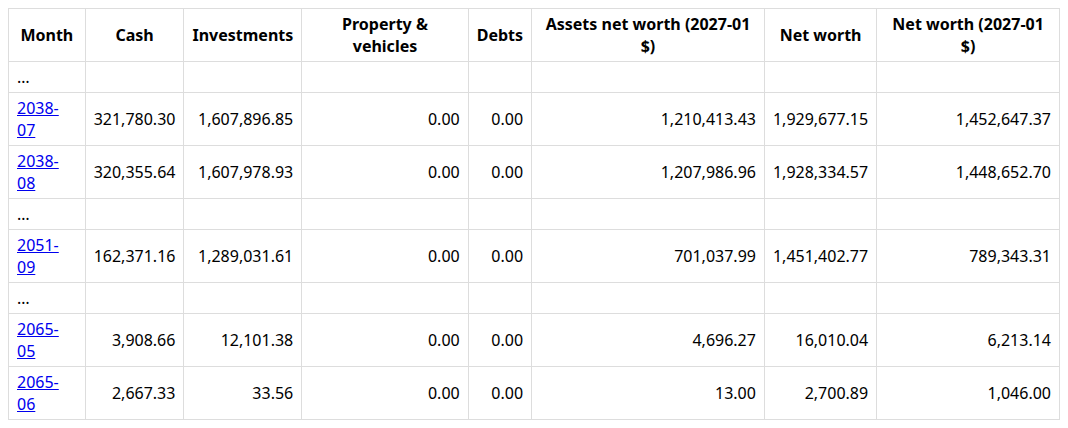 Month Cash Investments Property & vehicles Debts Assets net worth (2027-01 $) Net worth Net worth (2027-01 $)
...
2038-07 321,780.30 1,607,896.85 0.00 0.00 1,210,413.43 1,929,677.15 1,452,647.37
2038-08 320,355.64 1,607,978.93 0.00 0.00 1,207,986.96 1,928,334.57 1,448,652.70
...
2051-09 162,371.16 1,289,031.61 0.00 0.00 701,037.99 1,451,402.77 789,343.31
...
2065-05 3,908.66 12,101.38 0.00 0.00 4,696.27 16,010.04 6,213.14
2065-06 2,667.33 33.56 0.00 0.00 13.00 2,700.89 1,046.00